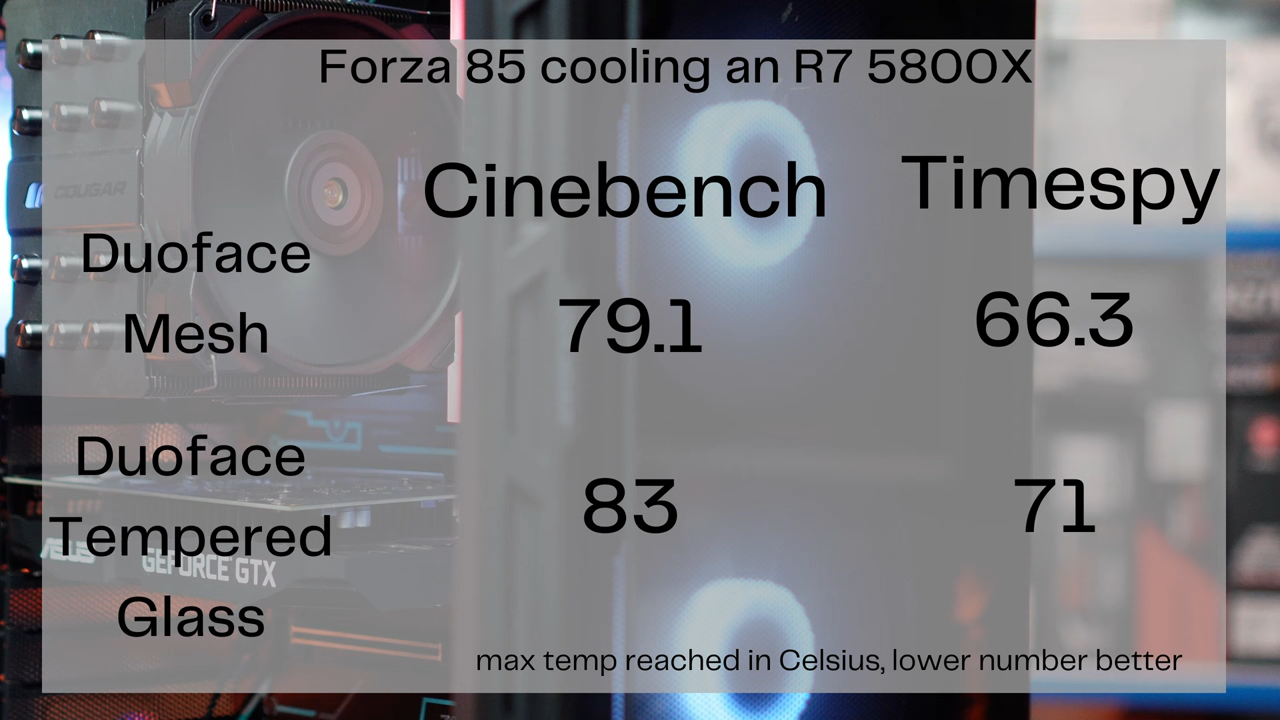 Forza 85 cooling an R7 5800X
Cinebench
Timespy
Duoface
Mesh
79.1
66.3
Duoface
Tempered
Glass
83
71
max temp reached in Celsius, lower number better
COUGAR
ASUS
GEFORCE GTX